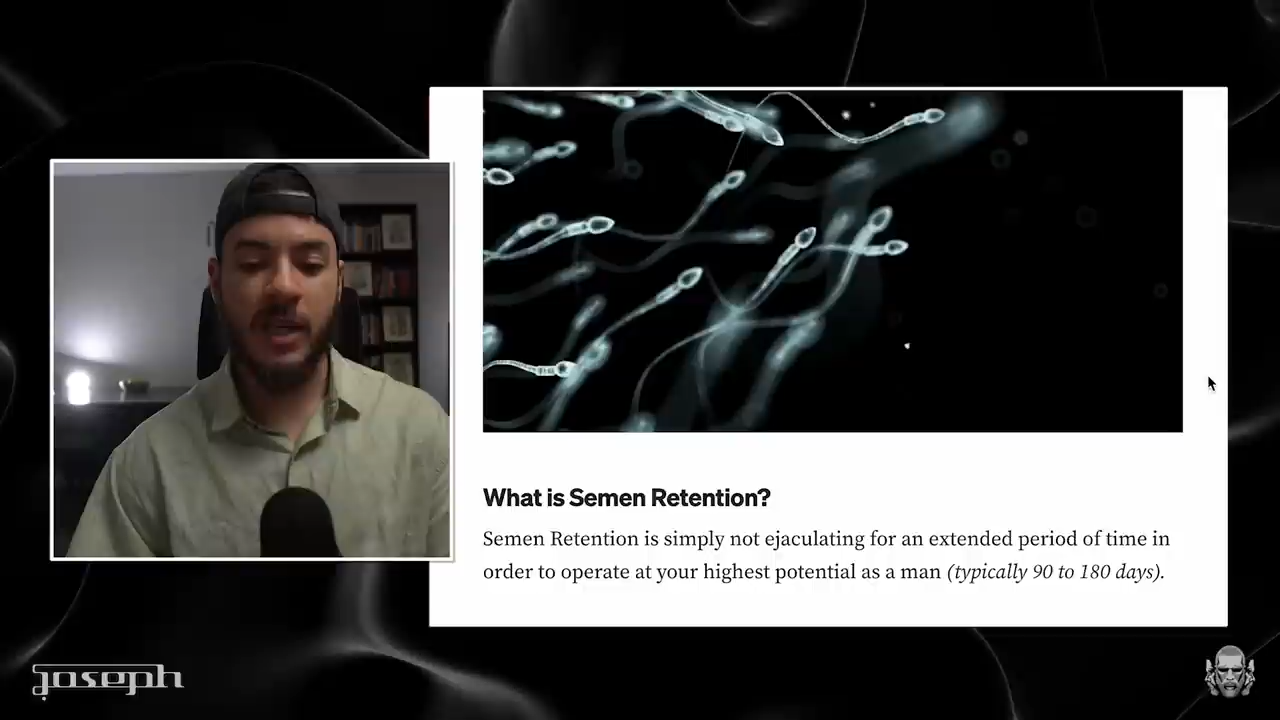 What is Semen Retention?
Semen Retention is simply not ejaculating for an extended period of time in
order to operate at your highest potential as a man (typically 90 to 180 days).
joseph